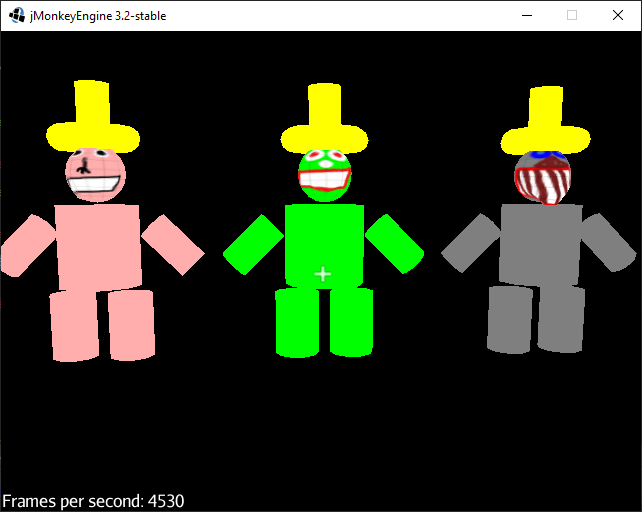 jMonkeyEngine 3.2-stable
Frames per second: 4530